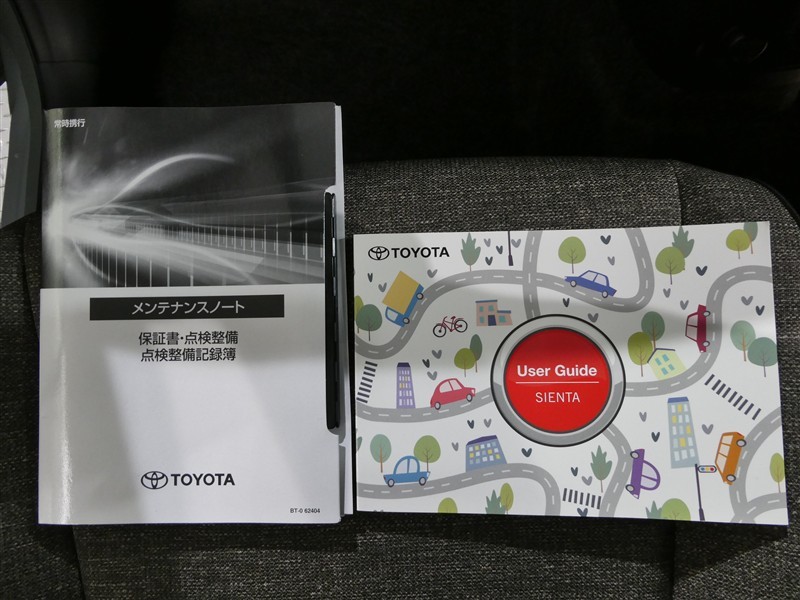 常時携行
メンテナンスノート
保証書・点検整備
点検整備記録簿
TOYOTA
BT-0 62404
TOYOTA
User Guide
SIENTA